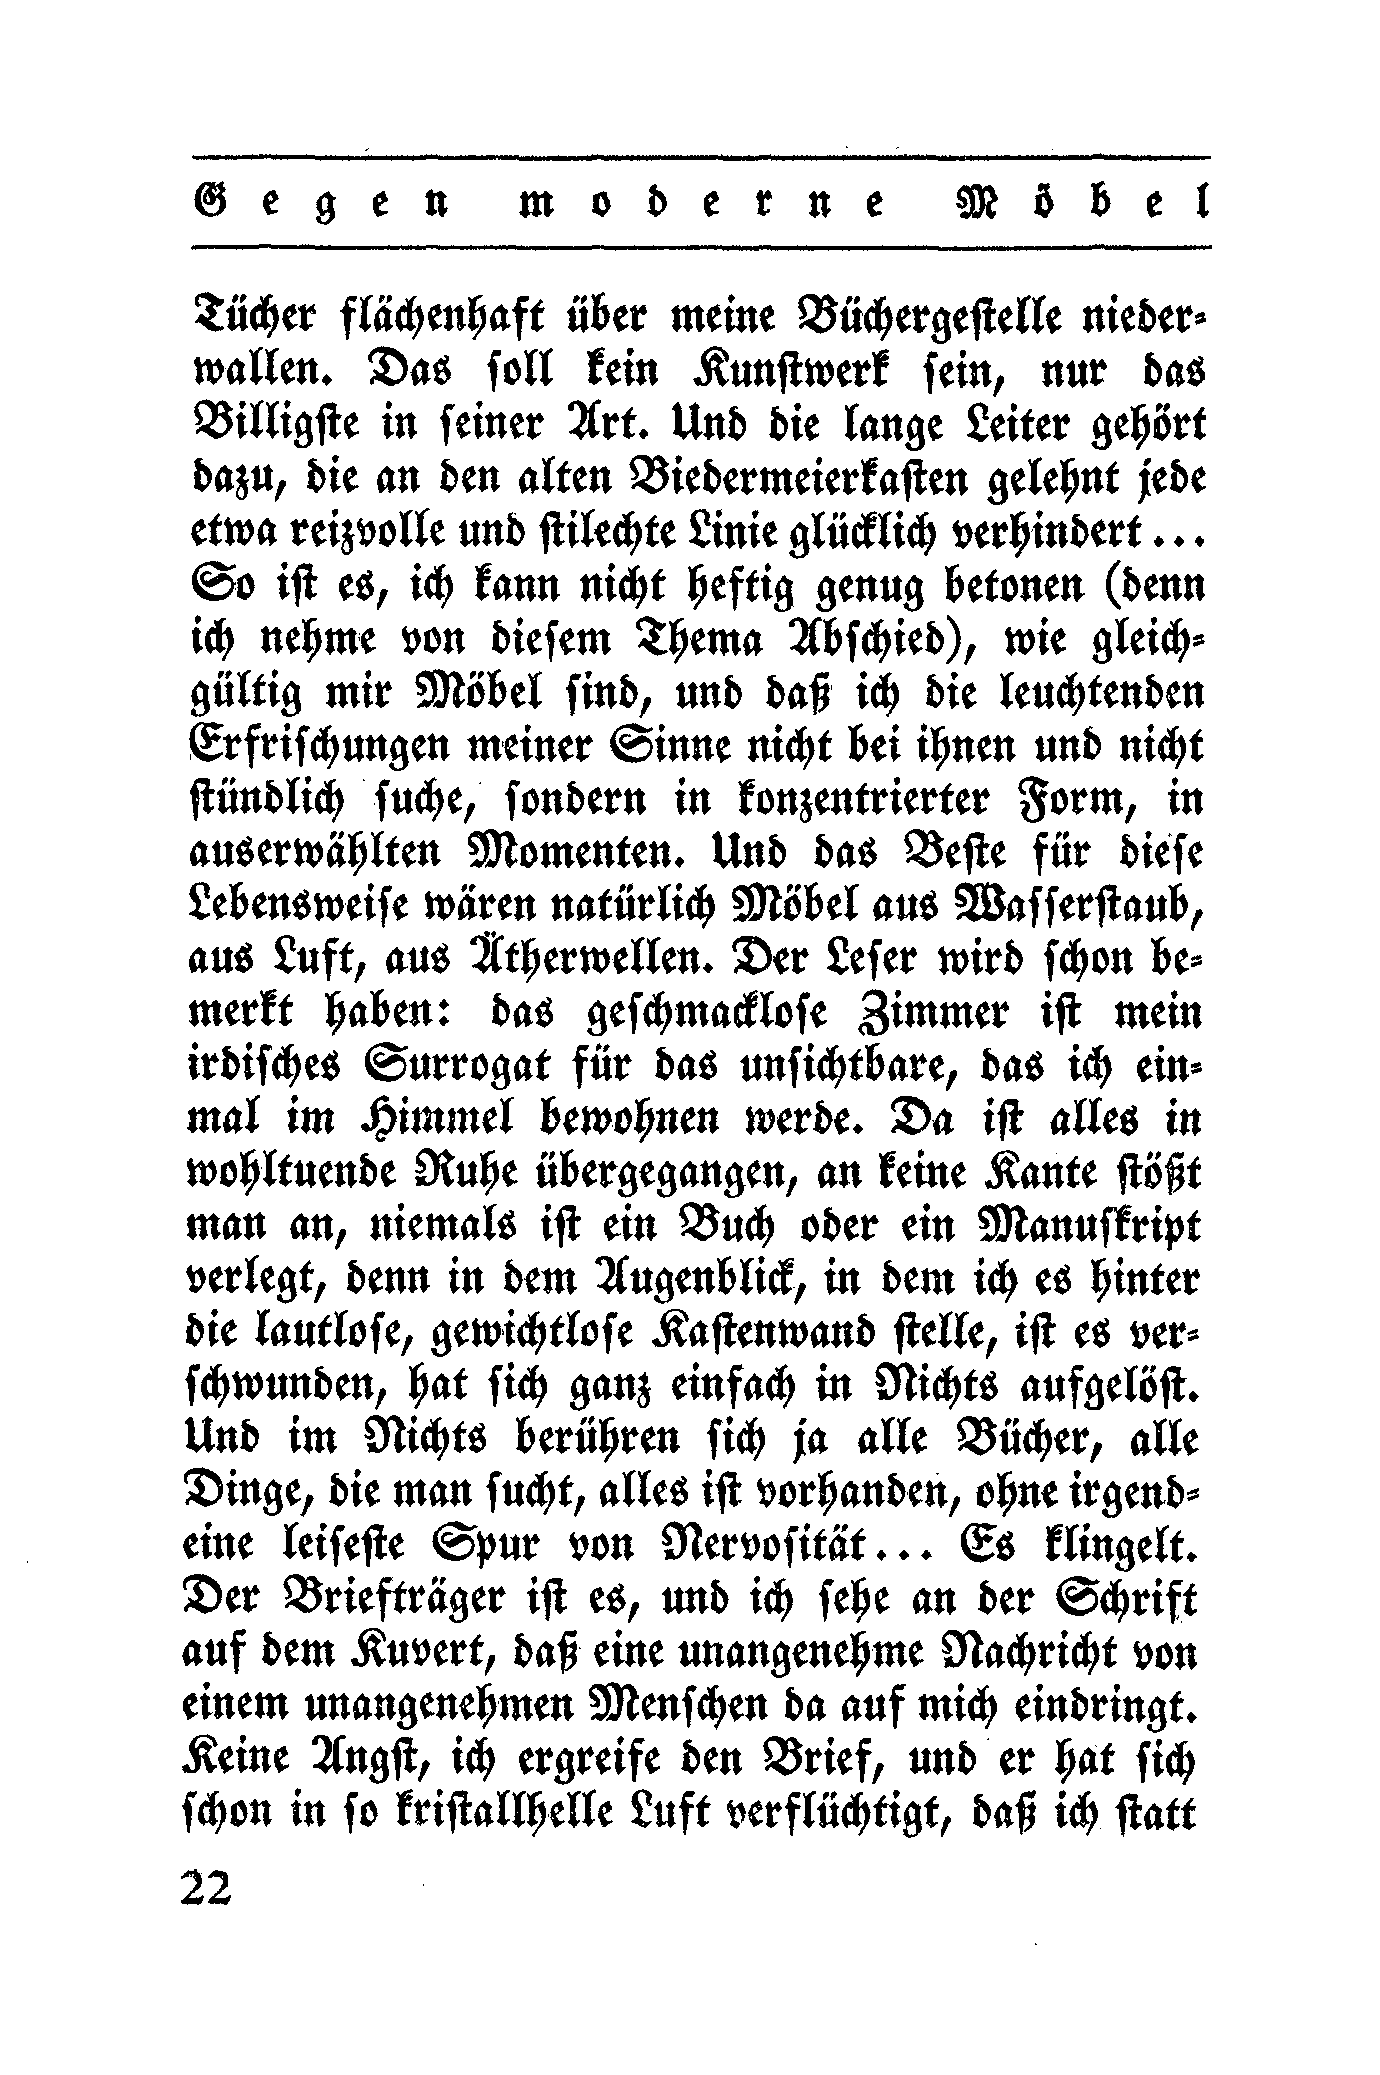 Gegen moderne Möbel
Tücher flächenhaft über meine Büchergestelle nieder-
wallen. Das soll kein Kunstwerk sein, nur das
Billigste in seiner Art. Und die lange Leiter gehört
dazu, die an den alten Biedermeierkasten gelehnt jede
etwa reizvolle und stilechte Linie glücklich verhindert...
So ist es, ich kann nicht heftig genug betonen (denn
ich nehme von diesem Thema Abschied), wie gleich-
gültig mir Möbel sind, und daß ich die leuchtenden
Erfrischungen meiner Sinne nicht bei ihnen und nicht
stündlich suche, sondern in konzentrierter Form, in
auserwählten Momenten. Und das Beste für diese
Lebensweise wären natürlich Möbel aus Wasserstaub,
aus Luft, aus Ätherwellen. Der Leser wird schon be-
merkt haben: das geschmacklose Zimmer ist mein
irdisches Surrogat für das unsichtbare, das ich ein-
mal im Himmel bewohnen werde. Da ist alles in
wohltuende Ruhe übergegangen, an keine Kante stößt
man an, niemals ist ein Buch oder ein Manuskript
verlegt, denn in dem Augenblick, in dem ich es hinter
die lautlose, gewichtlose Kastenwand stelle, ist es ver-
schwunden, hat sich ganz einfach in Nichts aufgelöst.
Und im Nichts berühren sich ja alle Bücher, alle
Dinge, die man sucht, alles ist vorhanden, ohne irgend-
eine leiseste Spur von Nervosität... Es klingelt.
Der Briefträger ist es, und ich sehe an der Schrift
auf dem Kuvert, daß eine unangenehme Nachricht von
einem unangenehmen Menschen da auf mich eindringt.
Keine Angst, ich ergreife den Brief, und er hat sich
schon in so kristallhelle Luft verflüchtigt, daß ich statt
22